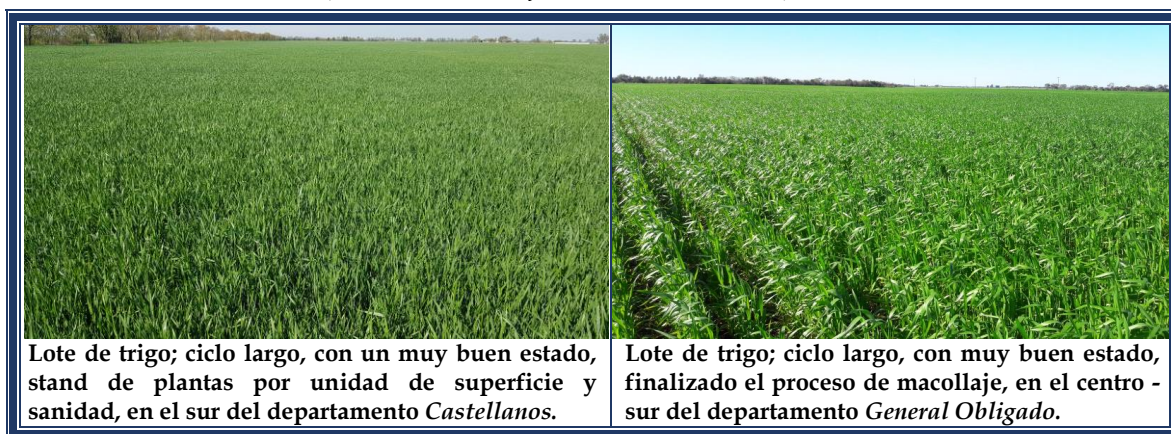 Lote de trigo; ciclo largo, con un muy buen estado,
stand de plantas por unidad de superficie y
sanidad, en el sur del departamento Castellanos.
Lote de trigo; ciclo largo, con muy buen estado,
finalizado el proceso de macollaje, en el centro -
sur del departamento General Obligado.